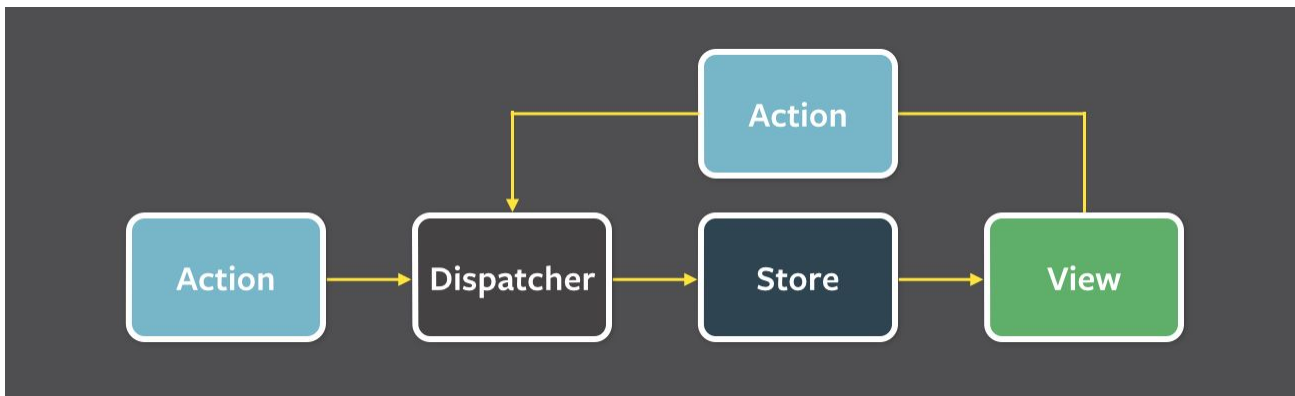 Action
Action
Dispatcher
Store
View